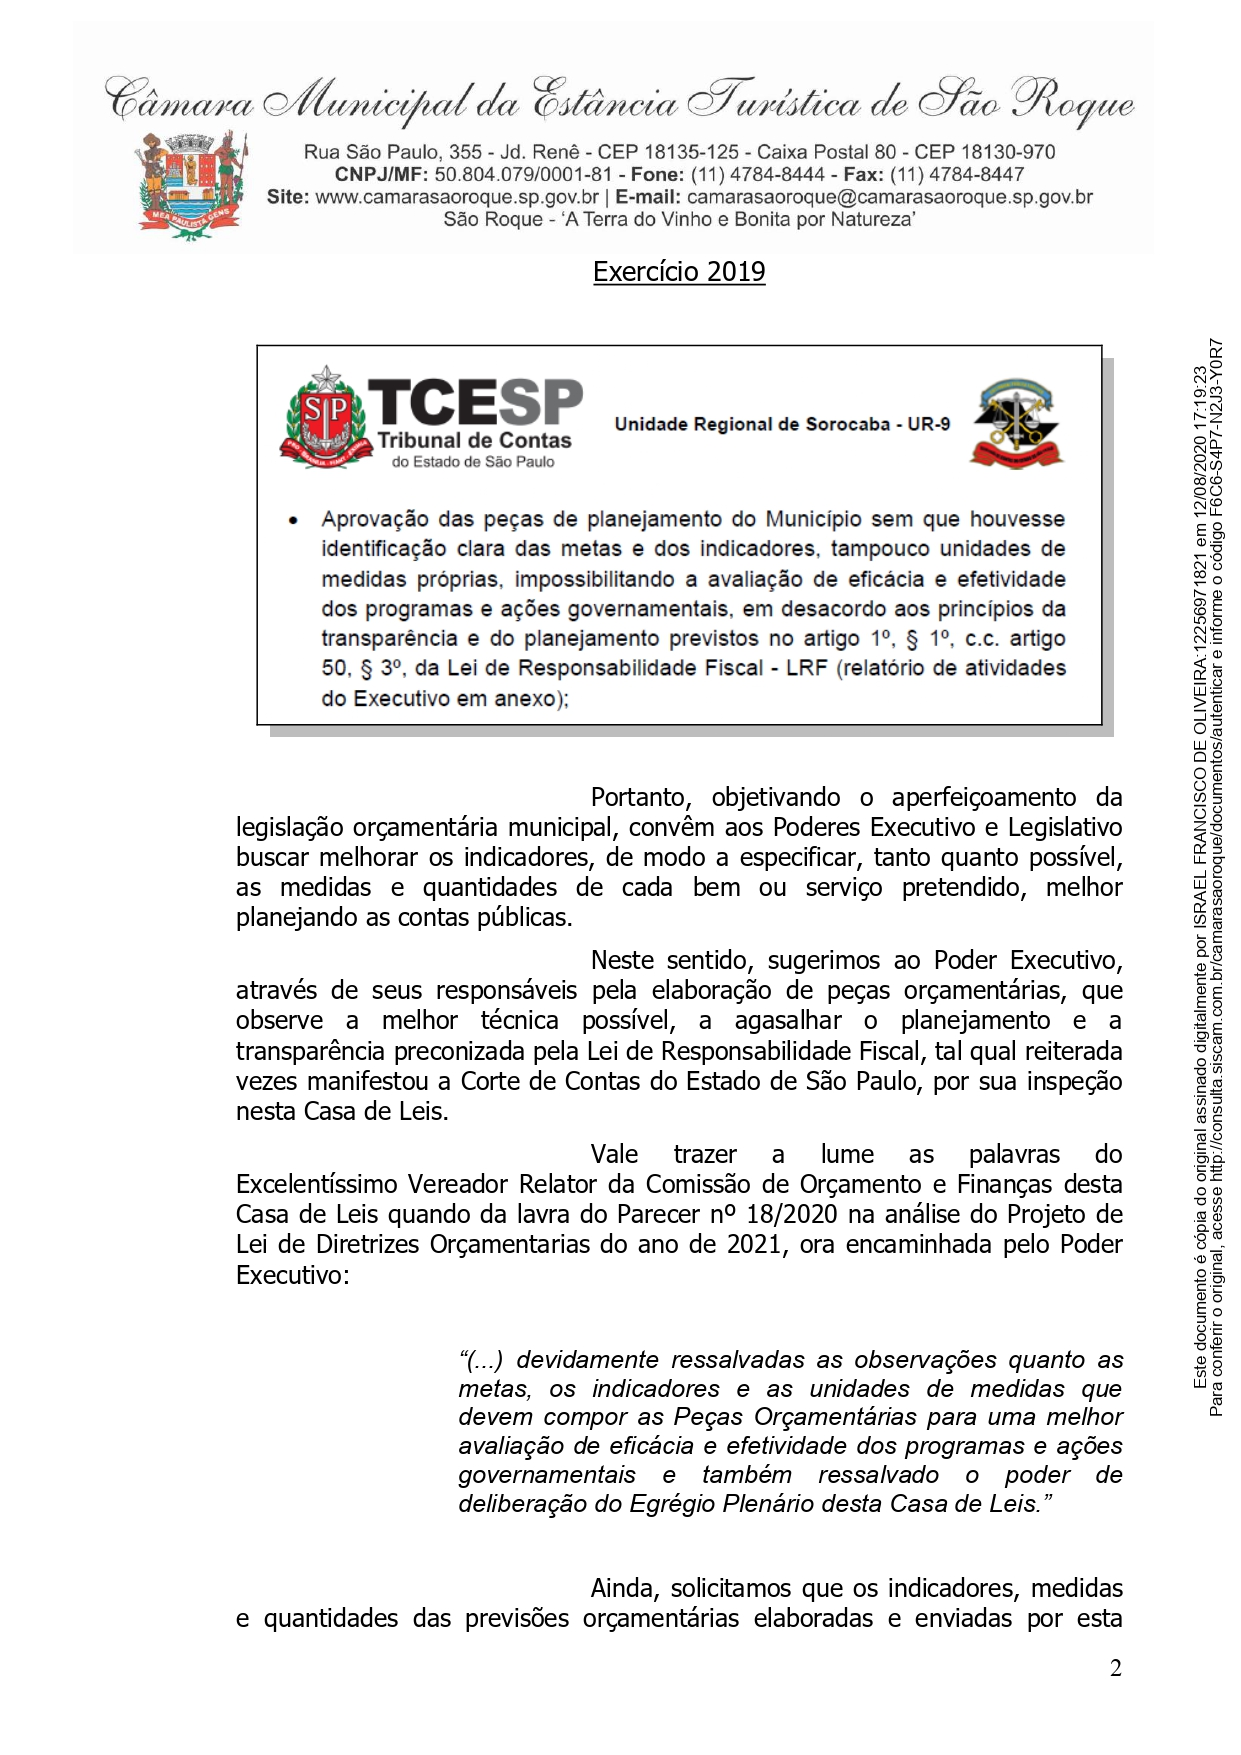 Câmara Municipal da Estância Turística de São Roque
Rua São Paulo, 355 - Jd. Renê - CEP 18135-125 - Caixa Postal 80 - CEP 18130-970
CNPJ/MF: 50.804.079/0001-81 - Fone: (11) 4784-8444 - Fax: (11) 4784-8447
Site: www.camarasaoroque.sp.gov.br | E-mail: camarasaoroque@camarasaoroque.sp.gov.br
São Roque - 'A Terra do Vinho e Bonita por Natureza'
MEA PAULISTA GENS
Exercício 2019
SP
TCESP
Tribunal de Contas
do Estado de São Paulo
Unidade Regional de Sorocaba - UR-9
• Aprovação das peças de planejamento do Município sem que houvesse
identificação clara das metas e dos indicadores, tampouco unidades de
medidas próprias, impossibilitando a avaliação de eficácia e efetividade
dos programas e ações governamentais, em desacordo aos princípios da
transparência e do planejamento previstos no artigo 1º, § 1º, c.c. artigo
50, § 3º, da Lei de Responsabilidade Fiscal - LRF (relatório de atividades
do Executivo em anexo);
Portanto, objetivando o aperfeiçoamento da
legislação orçamentária municipal, convêm aos Poderes Executivo e Legislativo
buscar melhorar os indicadores, de modo a especificar, tanto quanto possível,
as medidas e quantidades de cada bem ou serviço pretendido, melhor
planejando as contas públicas.
Neste sentido, sugerimos ao Poder Executivo,
através de seus responsáveis pela elaboração de peças orçamentárias, que
observe a melhor técnica possível, a agasalhar o planejamento e a
transparência preconizada pela Lei de Responsabilidade Fiscal, tal qual reiterada
vezes manifestou a Corte de Contas do Estado de São Paulo, por sua inspeção
nesta Casa de Leis.
Vale trazer a lume as palavras do
Excelentíssimo Vereador Relator da Comissão de Orçamento e Finanças desta
Casa de Leis quando da lavra do Parecer nº 18/2020 na análise do Projeto de
Lei de Diretrizes Orçamentarias do ano de 2021, ora encaminhada pelo Poder
Executivo:
“(...) devidamente ressalvadas as observações quanto as
metas, os indicadores e as unidades de medidas que
devem compor as Peças Orçamentárias para uma melhor
avaliação de eficácia e efetividade dos programas e ações
governamentais e também ressalvado o poder de
deliberação do Egrégio Plenário desta Casa de Leis.”
Ainda, solicitamos que os indicadores, medidas
e quantidades das previsões orçamentárias elaboradas e enviadas por esta
2
Este documento é cópia do original assinado digitalmente por ISRAEL FRANCISCO DE OLIVEIRA:12256971821 em 12/08/2020 17:19:23
Para conferir o original, acesse http://consulta.siscam.com.br/camarasaoroque/documentos/autenticar e informe o código F6C6-S4P7-N2J3-Y0R7